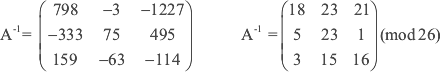 A⁻¹= ( 798 −3 −1227 −333 75 495 159 −63 −114 )
A⁻¹ = ( 18 23 21 5 23 1 3 15 16 ) (mod 26)